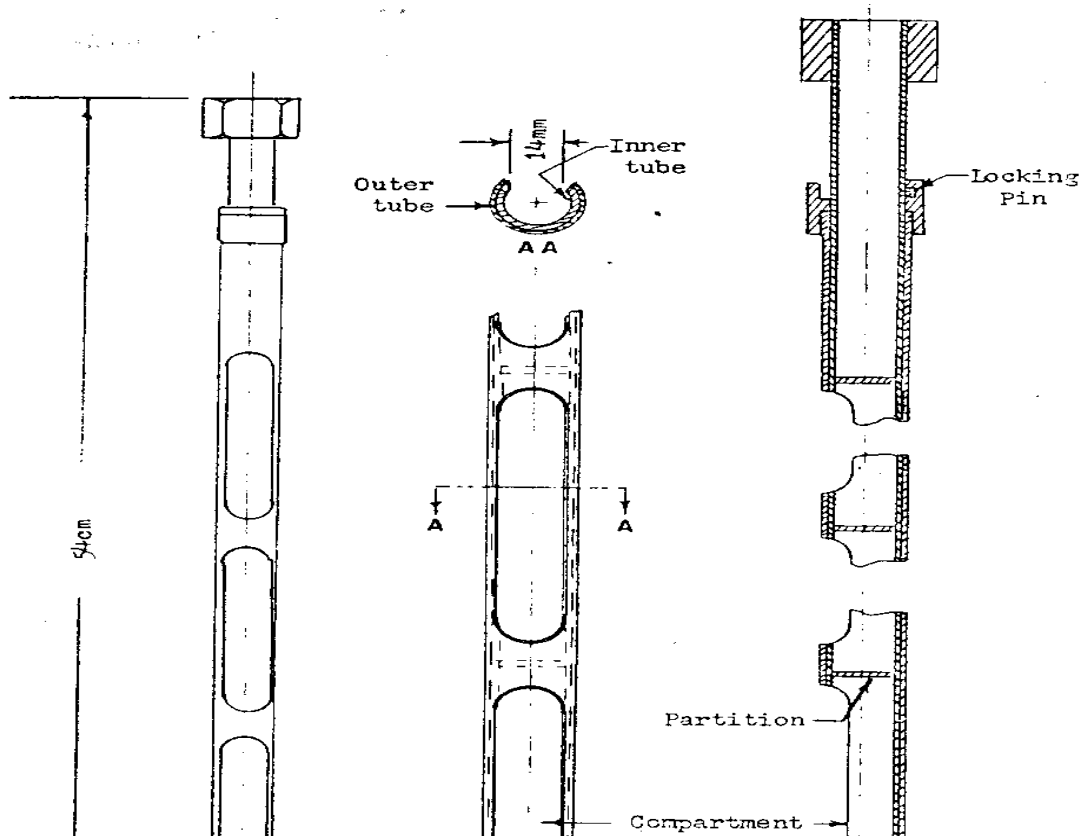 14mm
Inner
tube
Outer
tube
A A
Locking
Pin
A A
54cm
Partition
Compartment